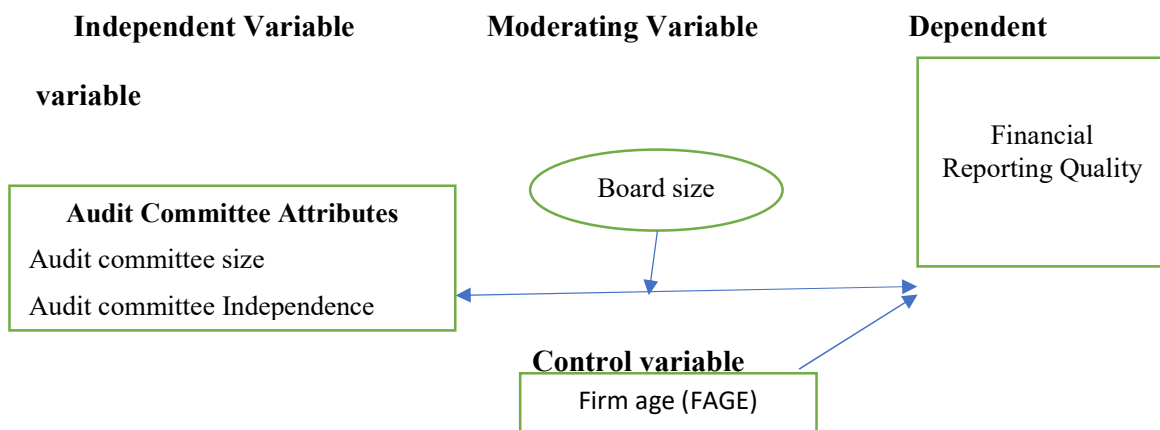 Independent Variable Moderating Variable Dependent
variable
Financial
Reporting Quality
Board size
Audit Committee Attributes
Audit committee size
Audit committee Independence
Control variable
Firm age (FAGE)